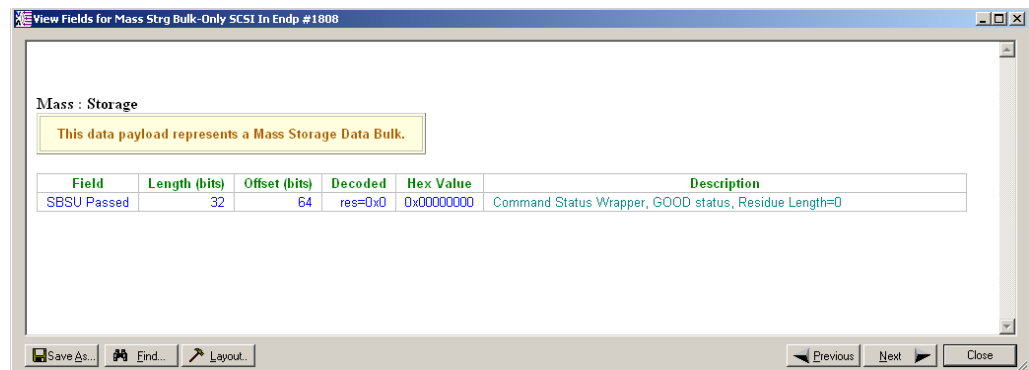 View Fields for Mass Strg Bulk-Only SCSI In Endp #1808
Mass : Storage
This data payload represents a Mass Storage Data Bulk.
Field Length (bits) Offset (bits) Decoded Hex Value Description
SBSU Passed 32 64 res=0x0 0x00000000 Command Status Wrapper, GOOD status, Residue Length=0
Save As... Find... Layout.. Previous Next Close